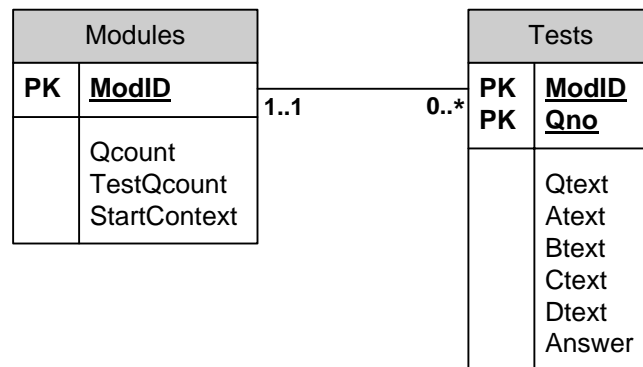 Modules
PK ModID
Qcount
TestQcount
StartContext
1..1 0..*
Tests
PK ModID
PK Qno
Qtext
Atext
Btext
Ctext
Dtext
Answer